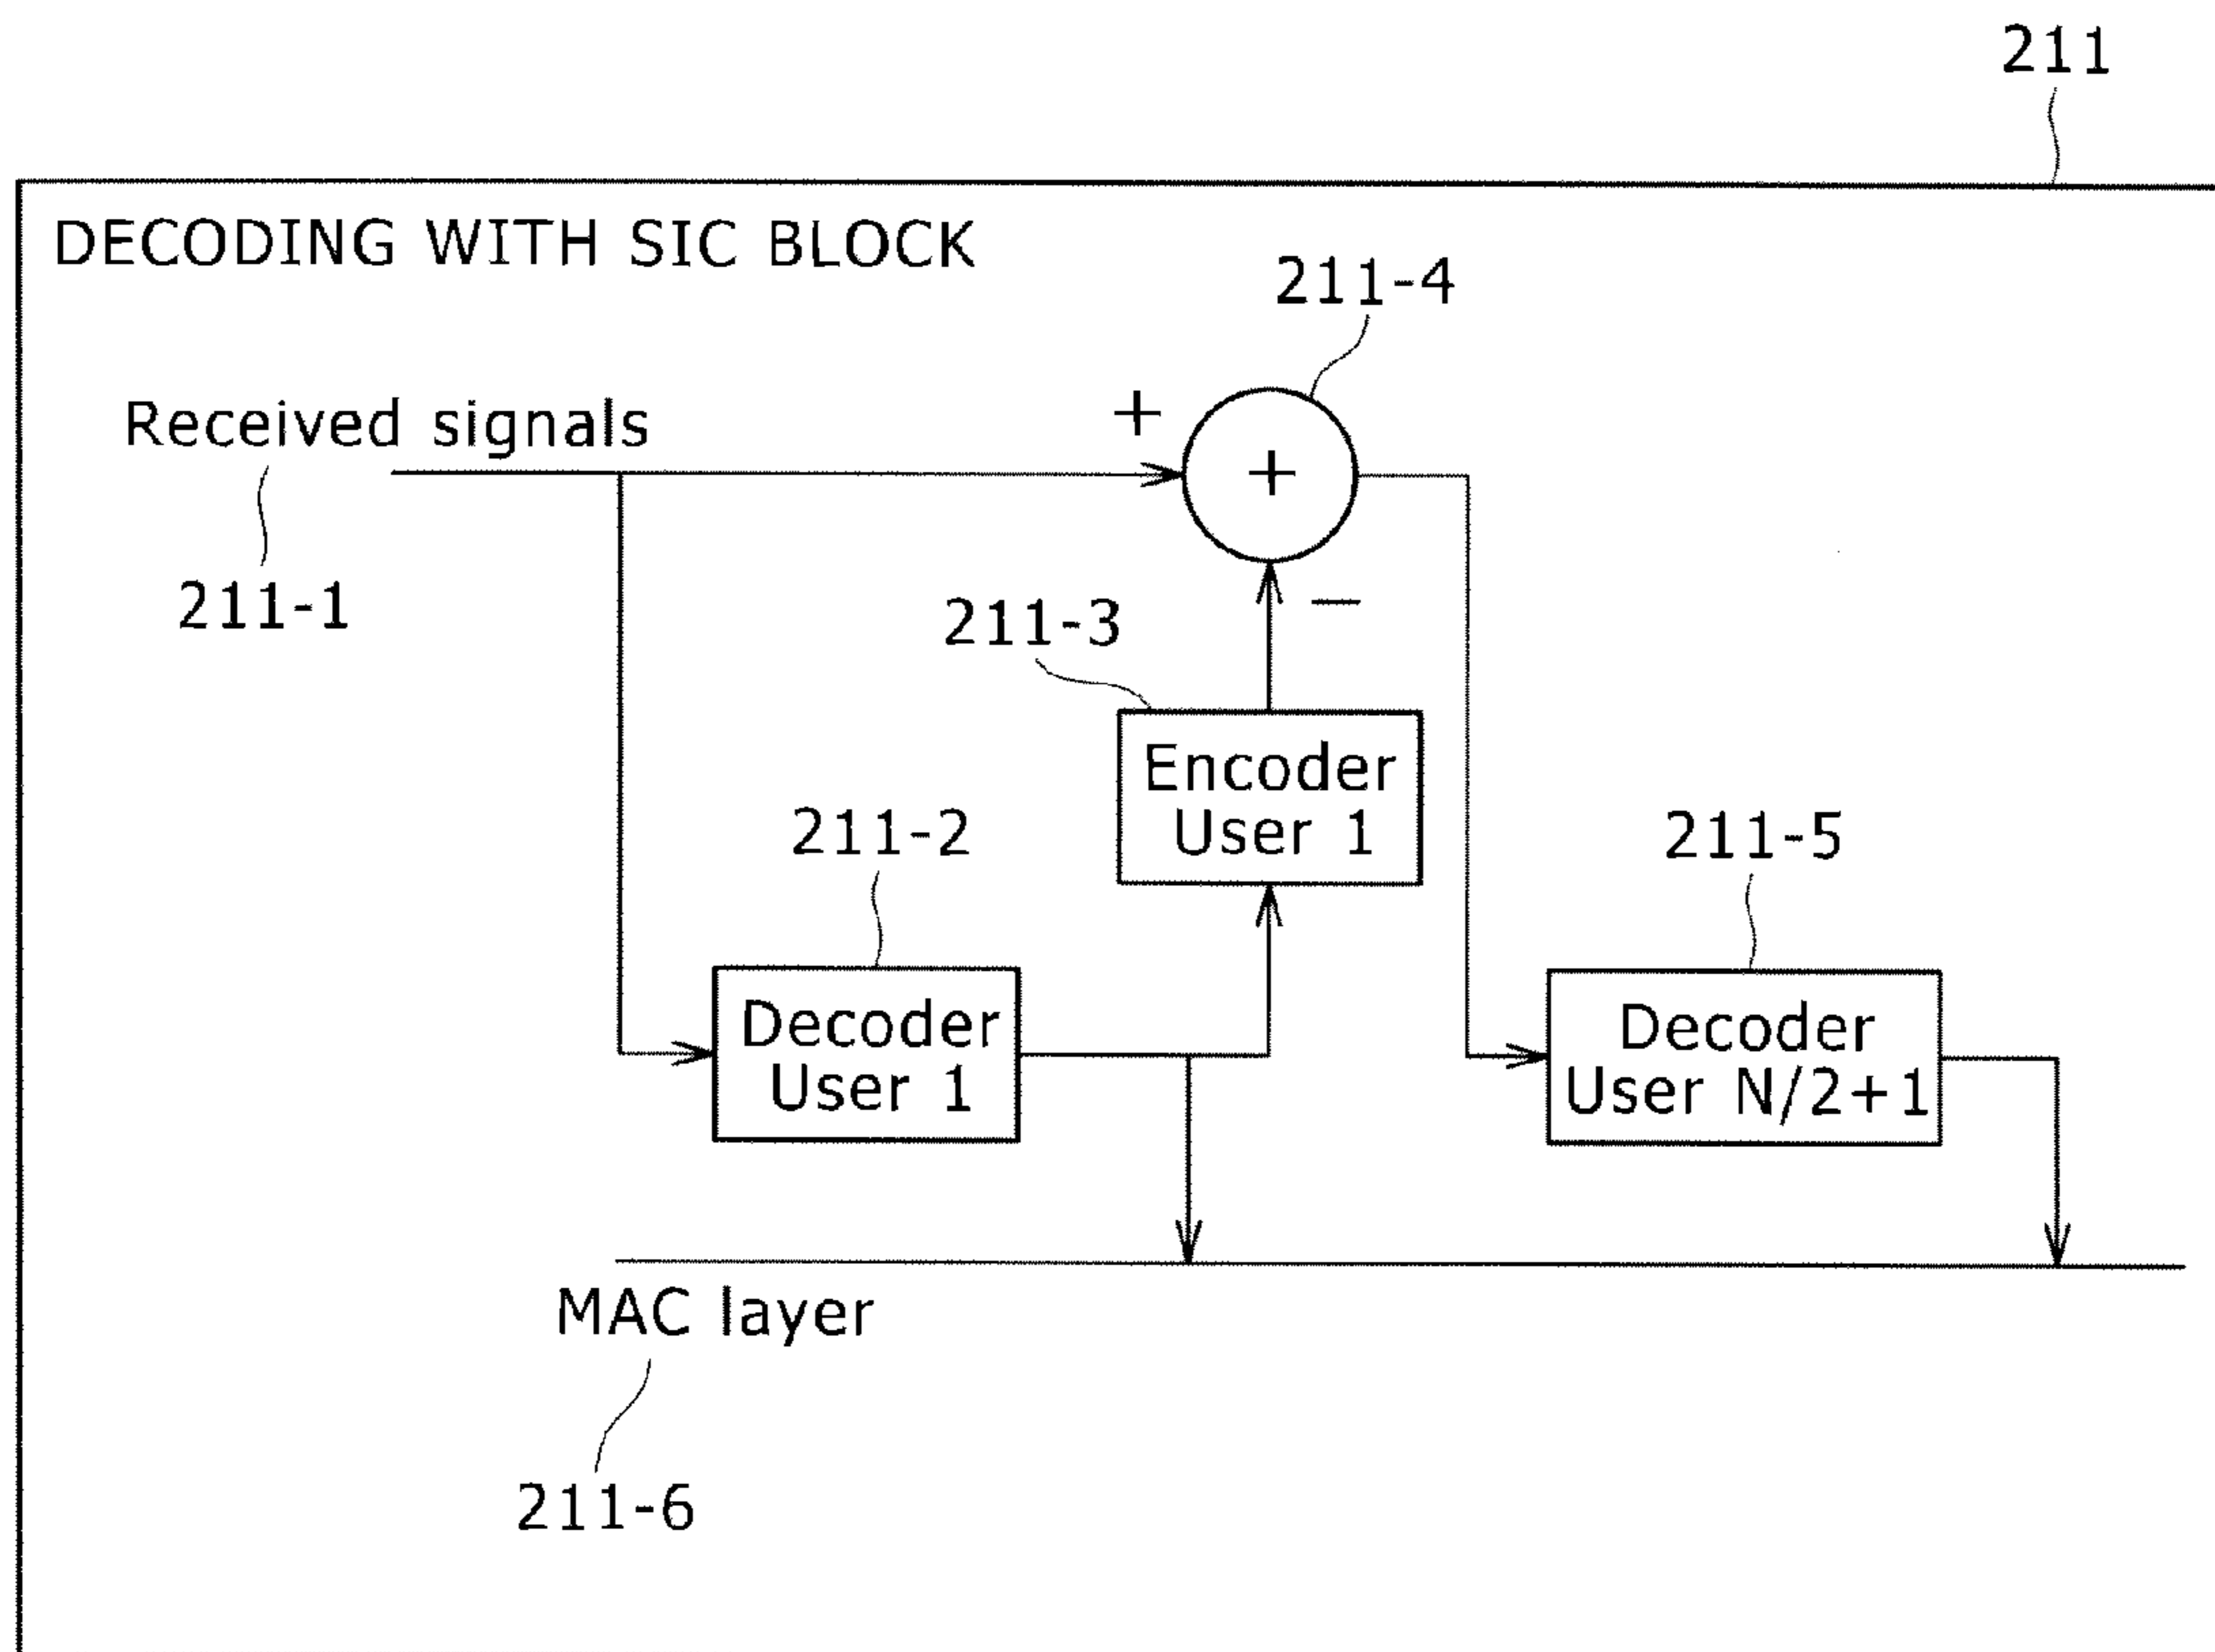 211
DECODING WITH SIC BLOCK
211-4
+
Received signals
+
211-1
211-3
−
Encoder
User 1
211-2
211-5
Decoder
User 1
Decoder
User N/2+1
MAC layer
211-6